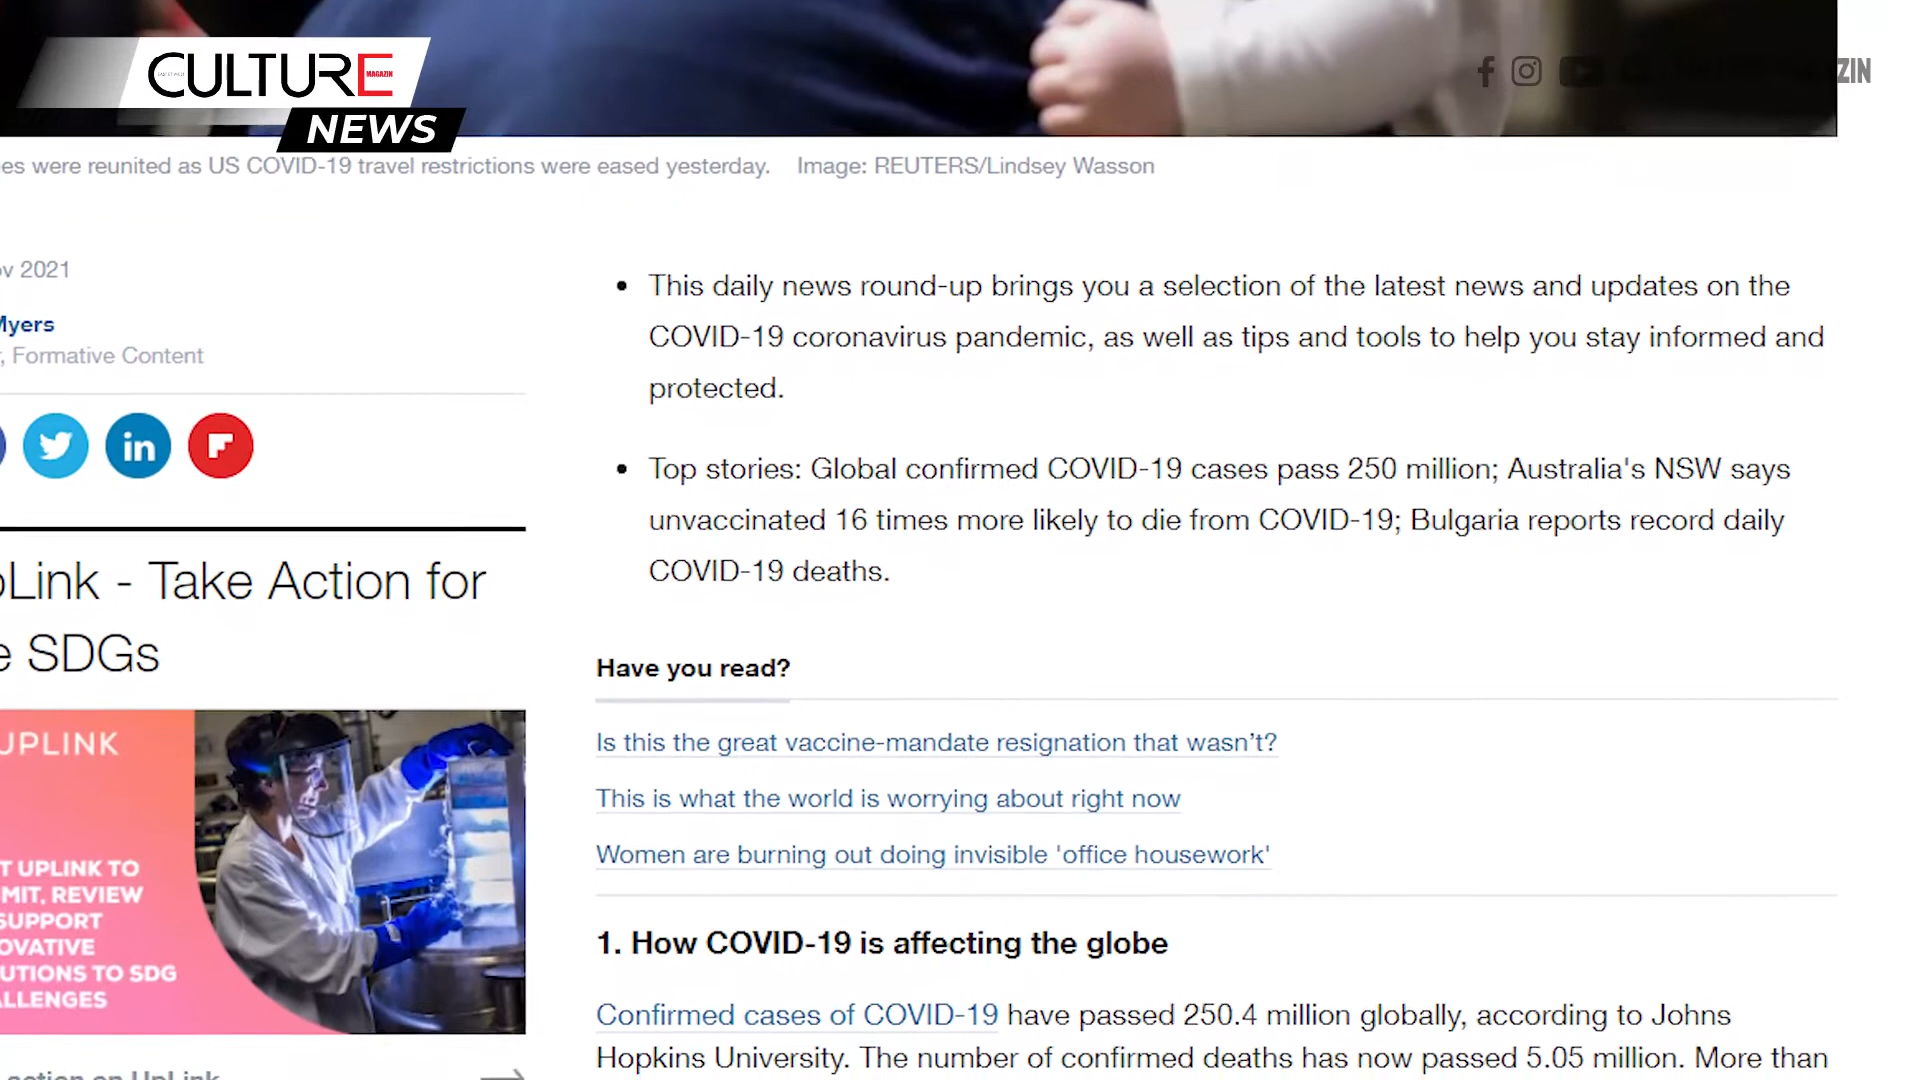 CULTURE
MAGAZIN
NEWS
ZIN
es were reunited as US COVID-19 travel restrictions were eased yesterday. Image: REUTERS/Lindsey Wasson
ov 2021
Myers
, Formative Content
in
pLink - Take Action for
e SDGs
UPLINK
T UPLINK TO
MIT, REVIEW
SUPPORT
OVATIVE
UTIONS TO SDG
ALLENGES
action on UpLink
• This daily news round-up brings you a selection of the latest news and updates on the
COVID-19 coronavirus pandemic, as well as tips and tools to help you stay informed and
protected.
• Top stories: Global confirmed COVID-19 cases pass 250 million; Australia's NSW says
unvaccinated 16 times more likely to die from COVID-19; Bulgaria reports record daily
COVID-19 deaths.
Have you read?
Is this the great vaccine-mandate resignation that wasn't?
This is what the world is worrying about right now
Women are burning out doing invisible 'office housework'
1. How COVID-19 is affecting the globe
Confirmed cases of COVID-19 have passed 250.4 million globally, according to Johns
Hopkins University. The number of confirmed deaths has now passed 5.05 million. More than